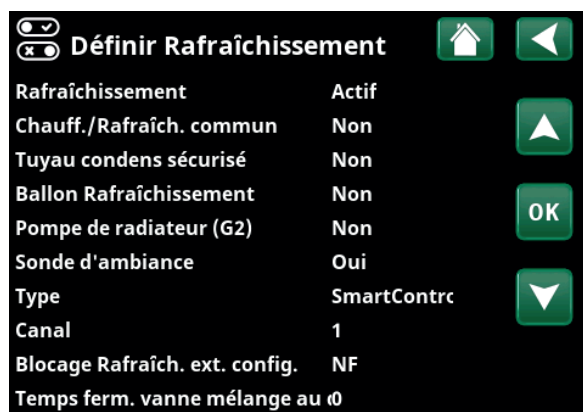 Définir Rafraîchissement
Rafraîchissement Actif
Chauff./Rafraîch. commun Non
Tuyau condens sécurisé Non
Ballon Rafraîchissement Non
Pompe de radiateur (G2) Non
Sonde d'ambiance Oui
Type SmartContrc
Canal 1
Blocage Rafraîch. ext. config. NF
Temps ferm. vanne mélange au 0
OK